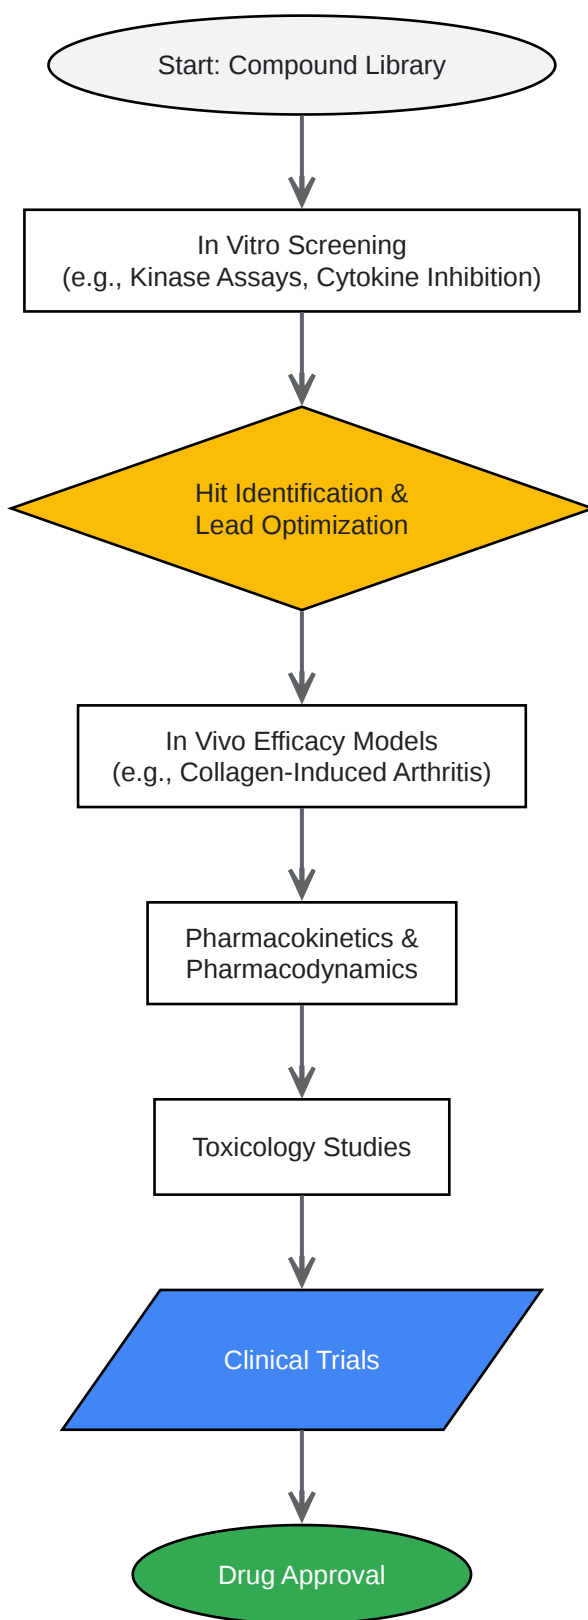 Start: Compound Library
In Vitro Screening
(e.g., Kinase Assays, Cytokine Inhibition)
Hit Identification &
Lead Optimization
In Vivo Efficacy Models
(e.g., Collagen-Induced Arthritis)
Pharmacokinetics &
Pharmacodynamics
Toxicology Studies
Clinical Trials
Drug Approval